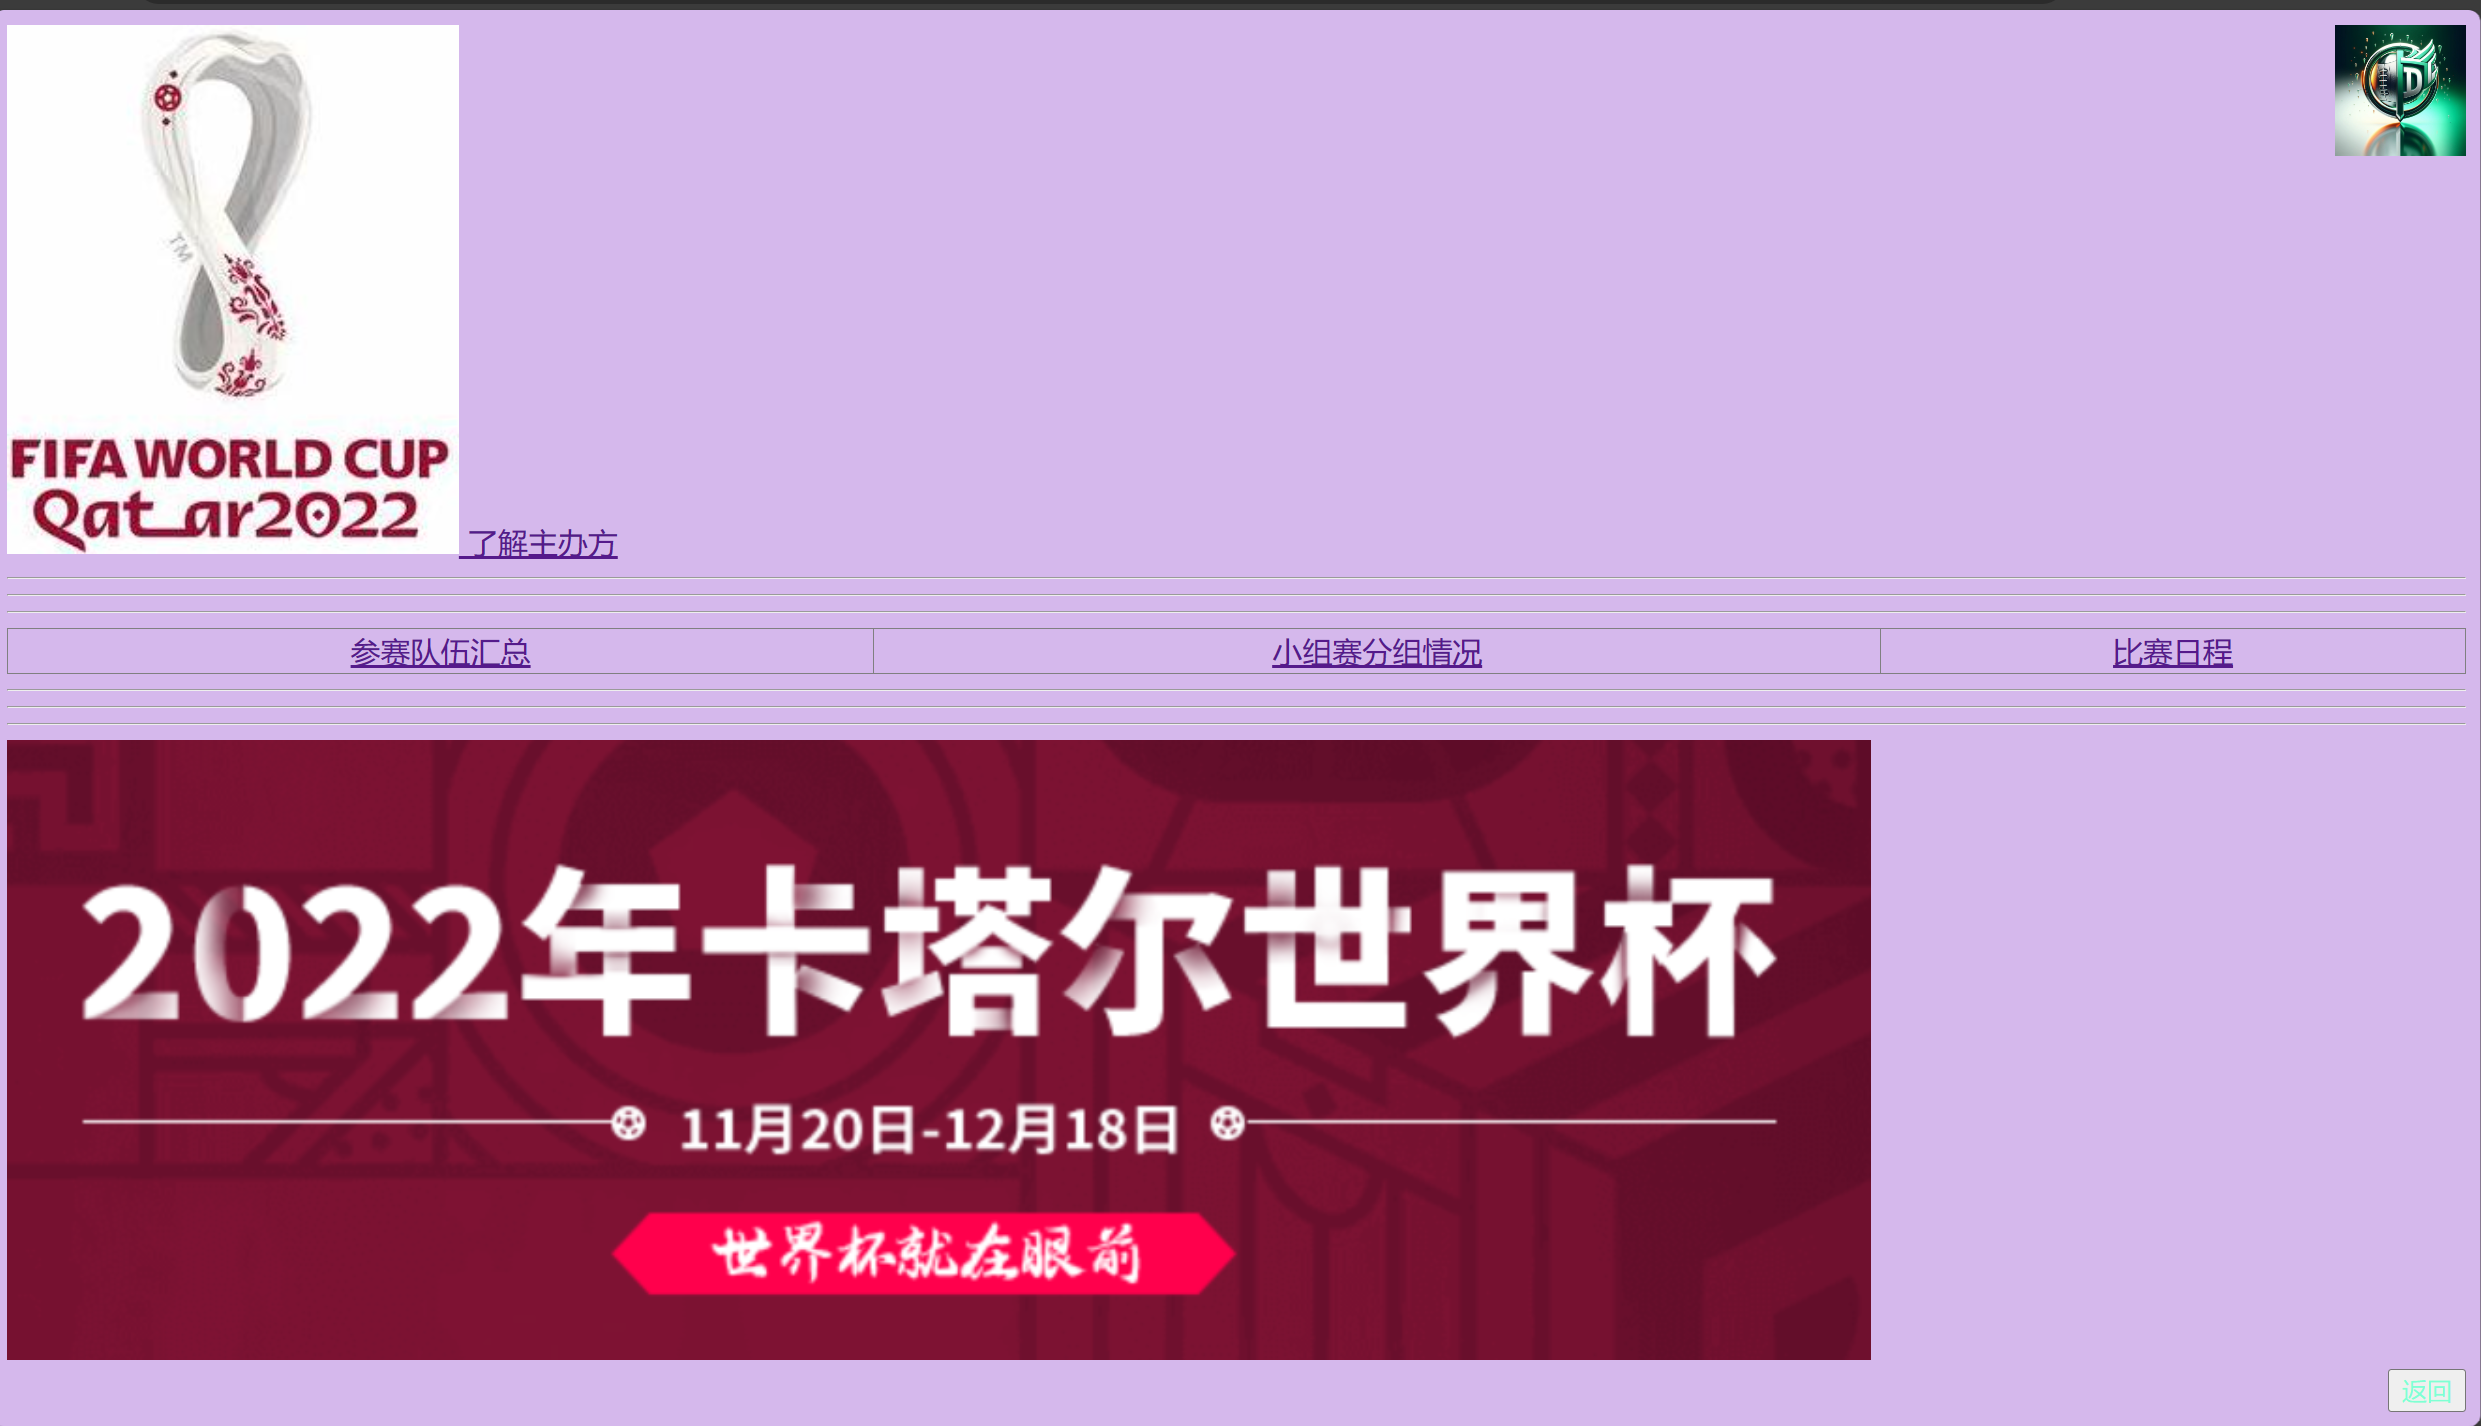 TM
FIFA WORLD CUP
Qatar2022
D
了解主办方
参赛队伍汇总 小组赛分组情况 比赛日程
2022年卡塔尔世界杯
11月20日-12月18日
世界杯就在眼前
返回